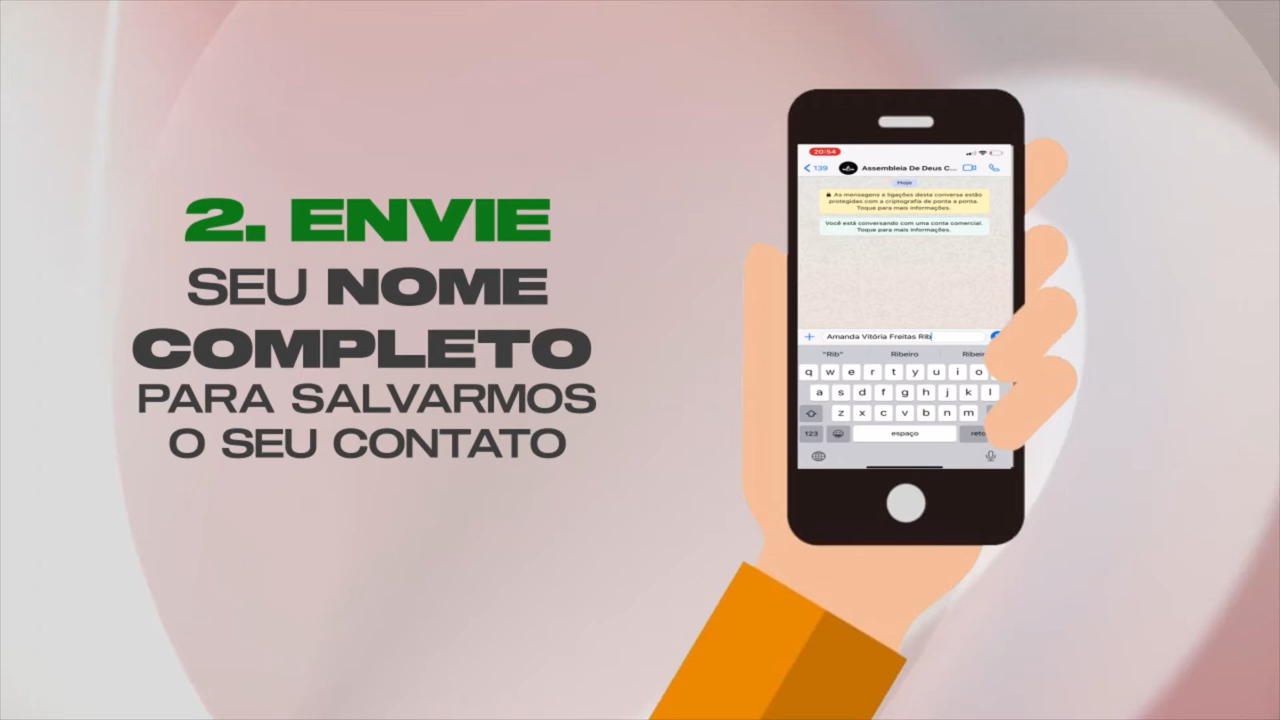 2. ENVIE
SEU NOME
COMPLETO
PARA SALVARMOS
O SEU CONTATO
20:54
139
Assembleia De Deus C...
Hoje
As mensagens e ligações desta conversa estão
protegidas com a criptografia de ponta a ponta.
Toque para mais informações.
Você está conversando com uma conta comercial.
Toque para mais informações.
Amanda Vitória Freitas Rib
"Rib" Ribeiro Ribeir
q w e r t y u i o
a s d f g h j k l
z x c v b n m
123 espaço reto